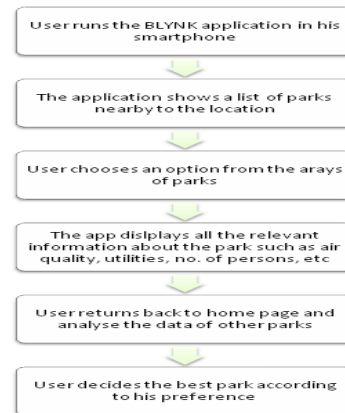 User runs the BLYNK application in his
smartphone
The application shows a list of parks
nearby to the location
User chooses an option from the arays
of parks
The app dislplays all the relevant
information about the park such as air
quality, utilities, no. of persons, etc
User returns back to home page and
analyse the data of other parks
User decides the best park according
to his preference